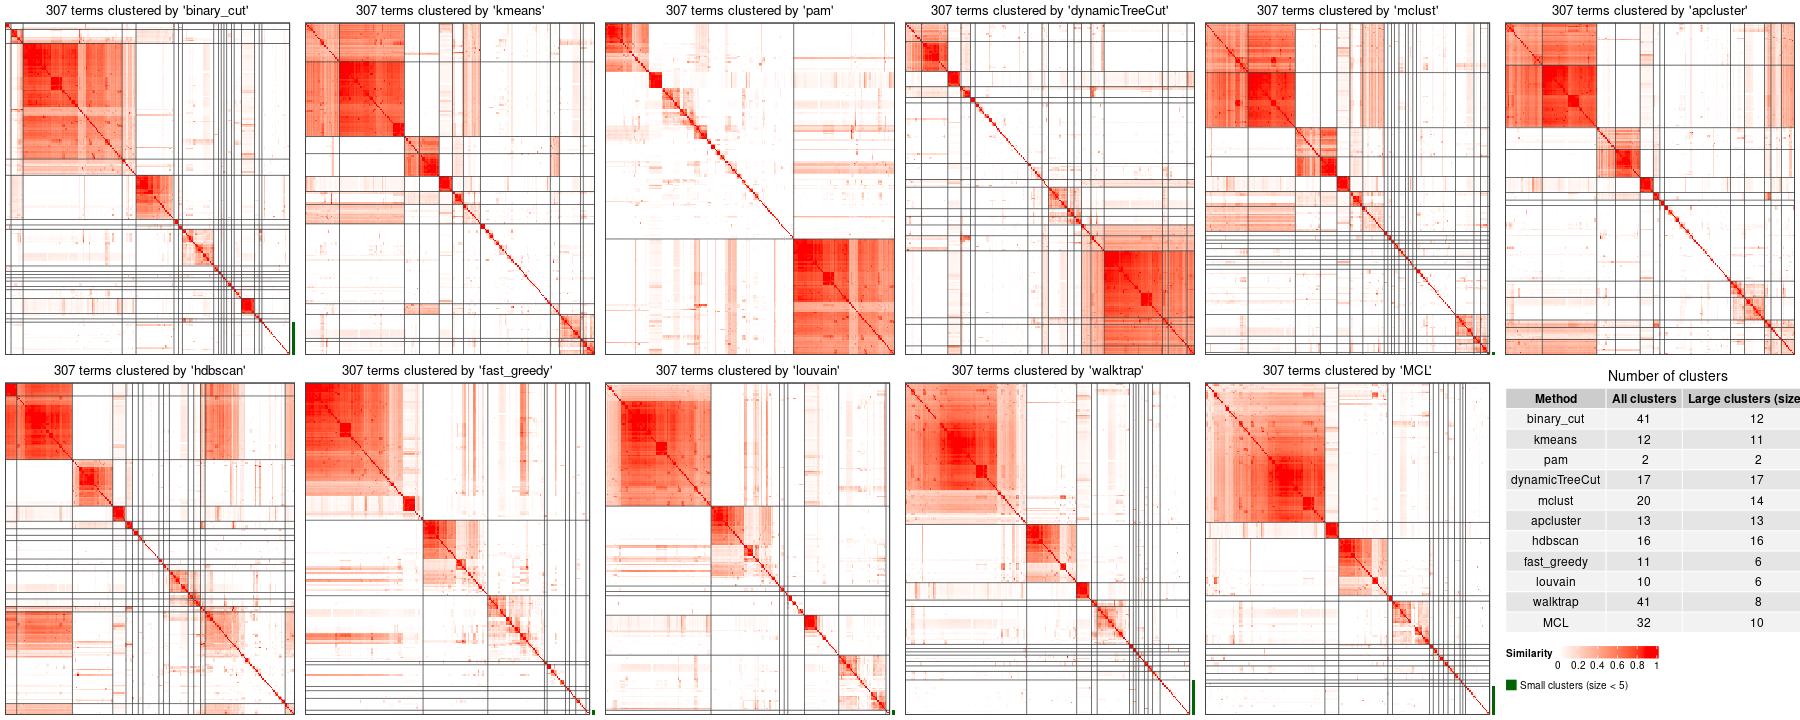 307 terms clustered by 'binary_cut'
307 terms clustered by 'kmeans'
307 terms clustered by 'pam'
307 terms clustered by 'dynamicTreeCut'
307 terms clustered by 'mclust'
307 terms clustered by 'apcluster'
307 terms clustered by 'hdbscan'
307 terms clustered by 'fast_greedy'
307 terms clustered by 'louvain'
307 terms clustered by 'walktrap'
307 terms clustered by 'MCL'
Number of clusters
Method All clusters Large clusters (size
binary_cut 41 12
kmeans 12 11
pam 2 2
dynamicTreeCut 17 17
mclust 20 14
apcluster 13 13
hdbscan 16 16
fast_greedy 11 6
louvain 10 6
walktrap 41 8
MCL 32 10
Similarity
0 0.2 0.4 0.6 0.8 1
Small clusters (size < 5)